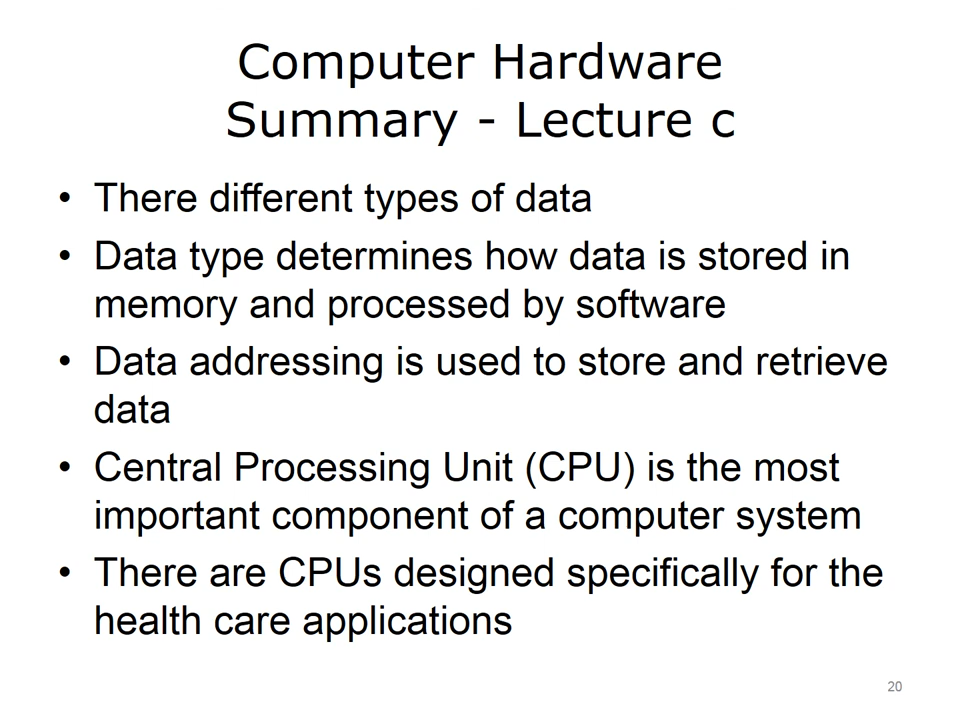 Computer Hardware
Summary - Lecture c
• There different types of data
• Data type determines how data is stored in
memory and processed by software
• Data addressing is used to store and retrieve
data
• Central Processing Unit (CPU) is the most
important component of a computer system
• There are CPUs designed specifically for the
health care applications
20